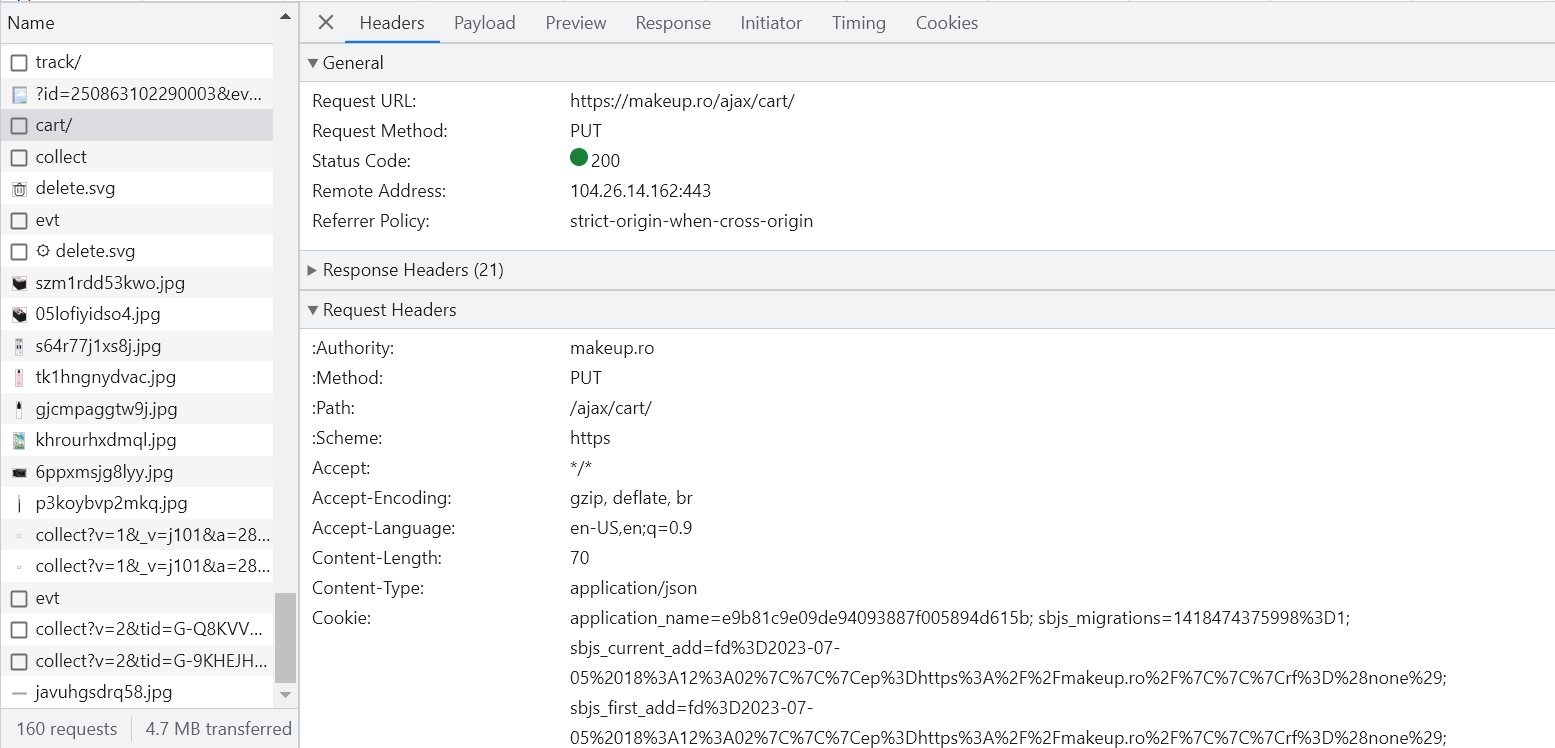 Name
track/
?id=250863102290003&ev...
cart/
collect
delete.svg
evt
delete.svg
szm1rdd53kwo.jpg
05lofiyidso4.jpg
s64r77j1xs8j.jpg
tk1hngnydvac.jpg
gjcmpaggtw9j.jpg
khrourhxdmql.jpg
6ppxmsjg8lyy.jpg
p3koybvp2mkq.jpg
collect?v=1&_v=j101&a=28...
collect?v=1&_v=j101&a=28...
evt
collect?v=2&tid=G-Q8KVV...
collect?v=2&tid=G-9KHEJH...
javuhgsdrq58.jpg
160 requests 4.7 MB transferred
Headers Payload Preview Response Initiator Timing Cookies
General
Request URL: https://makeup.ro/ajax/cart/
Request Method: PUT
Status Code: 200
Remote Address: 104.26.14.162:443
Referrer Policy: strict-origin-when-cross-origin
Response Headers (21)
Request Headers
:Authority: makeup.ro
:Method: PUT
:Path: /ajax/cart/
:Scheme: https
Accept: */*
Accept-Encoding: gzip, deflate, br
Accept-Language: en-US,en;q=0.9
Content-Length: 70
Content-Type: application/json
Cookie: application_name=e9b81c9e09de94093887f005894d615b; sbjs_migrations=1418474375998%3D1;
sbjs_current_add=fd%3D2023-07-
05%2018%3A12%3A02%7C%7C%7Cep%3Dhttps%3A%2F%2Fmakeup.ro%2F%7C%7C%7Crf%3D%28none%29;
sbjs_first_add=fd%3D2023-07-
05%2018%3A12%3A02%7C%7C%7Cep%3Dhttps%3A%2F%2Fmakeup.ro%2F%7C%7C%7Crf%3D%28none%29;